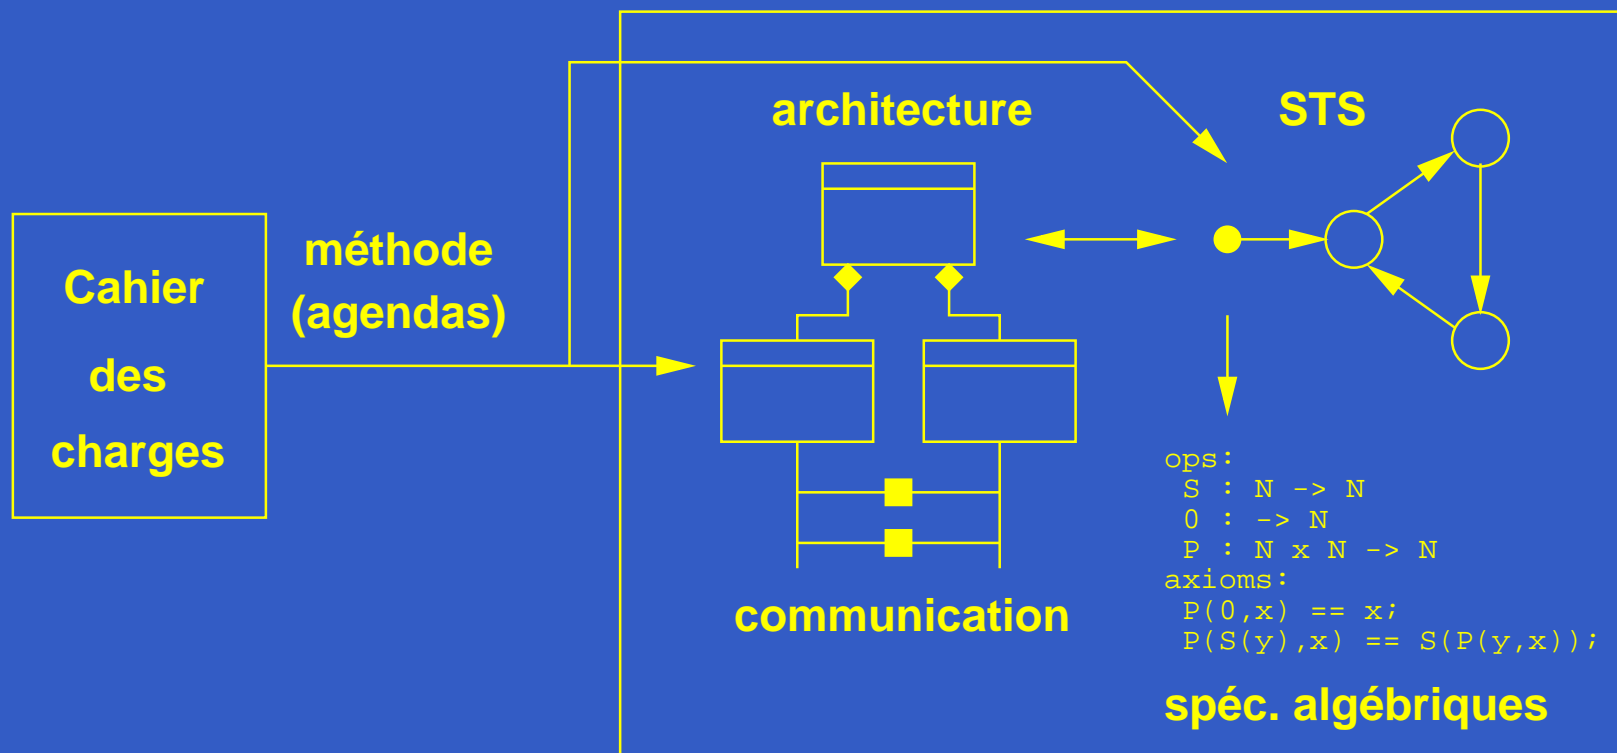 Cahier
des
charges
méthode
(agendas)
architecture
communication
STS
ops:
S : N -> N
0 : -> N
P : N x N -> N
axioms:
P(0,x) == x;
P(S(y),x) == S(P(y,x));
spéc. algébriques